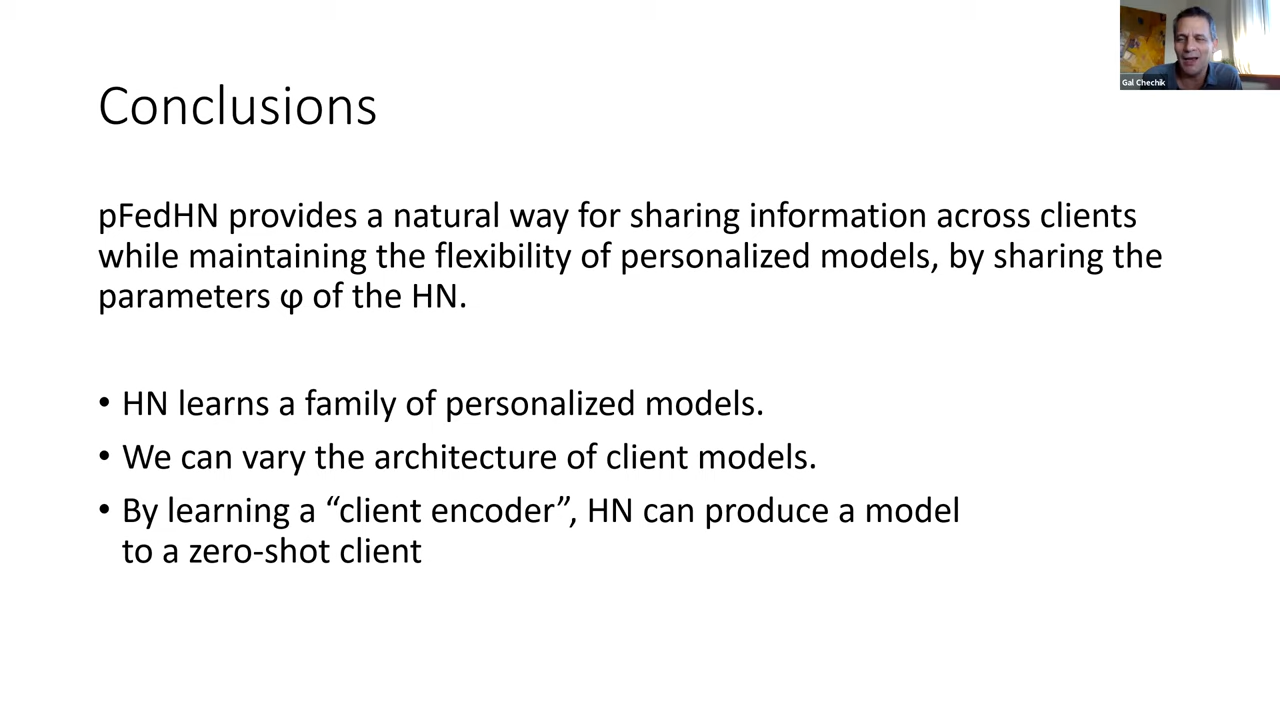 Gal Chechik
Conclusions
pFedHN provides a natural way for sharing information across clients
while maintaining the flexibility of personalized models, by sharing the
parameters φ of the HN.
• HN learns a family of personalized models.
• We can vary the architecture of client models.
• By learning a “client encoder”, HN can produce a model
to a zero-shot client